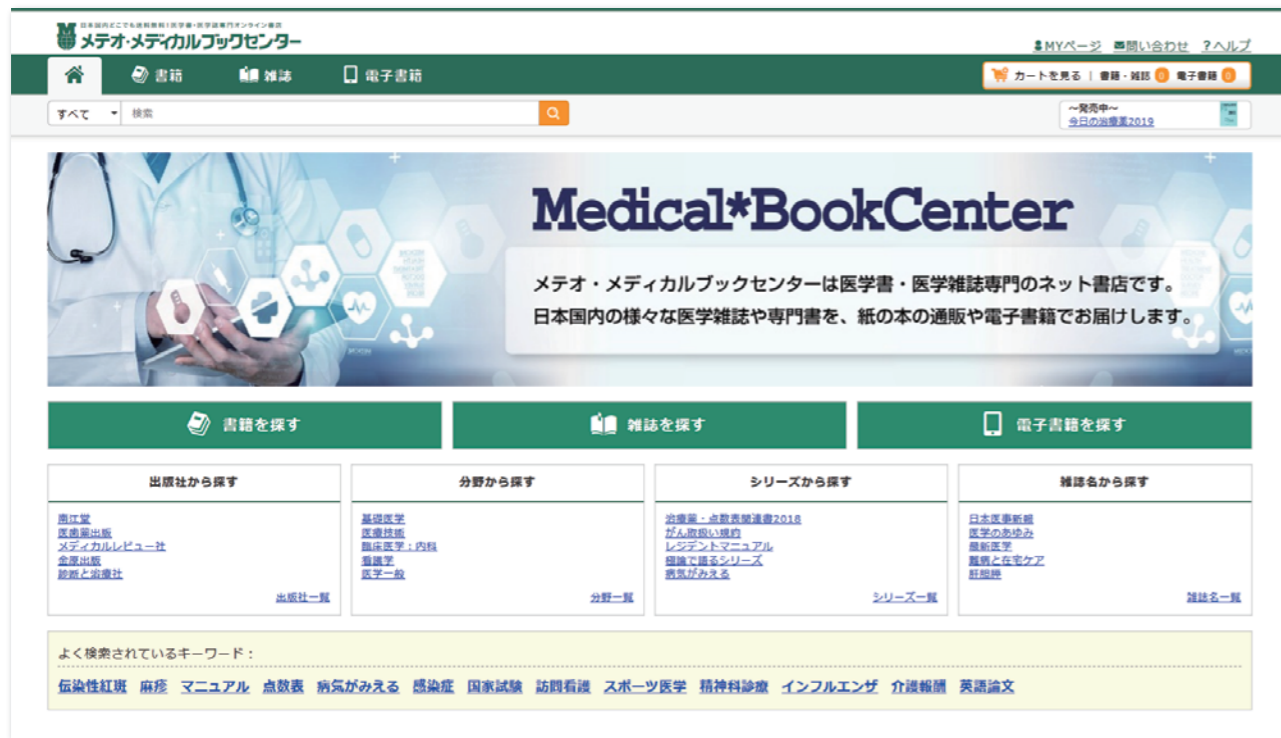 日本国内どこでも送料無料!医学書・医学雑誌専門オンライン書店
メテオ・メディカルブックセンター
MYページ 問い合わせ ?ヘルプ
書籍 雑誌 電子書籍
カートを見る | 書籍・雑誌 0 電子書籍 0
すべて 検索
~発売中~
今日の治療薬2019
Medical*BookCenter
メテオ・メディカルブックセンターは医学書・医学雑誌専門のネット書店です。
日本国内の様々な医学雑誌や専門書を、紙の本の通販や電子書籍でお届けします。
書籍を探す 雑誌を探す 電子書籍を探す
出版社から探す
南江堂
医歯薬出版
メディカルレビュー社
金原出版
診断と治療社
出版社一覧
分野から探す
基礎医学
医療技術
臨床医学:内科
看護学
医学一般
分野一覧
シリーズから探す
治療薬・点数表関連書2018
がん取扱い規約
レジデントマニュアル
極論で語るシリーズ
病気がみえる
シリーズ一覧
雑誌名から探す
日本医事新報
医学のあゆみ
最新医学
難病と在宅ケア
肝胆膵
雑誌名一覧
よく検索されているキーワード:
伝染性紅斑 麻疹 マニュアル 点数表 病気がみえる 感染症 国家試験 訪問看護 スポーツ医学 精神科診療 インフルエンザ 介護報酬 英語論文